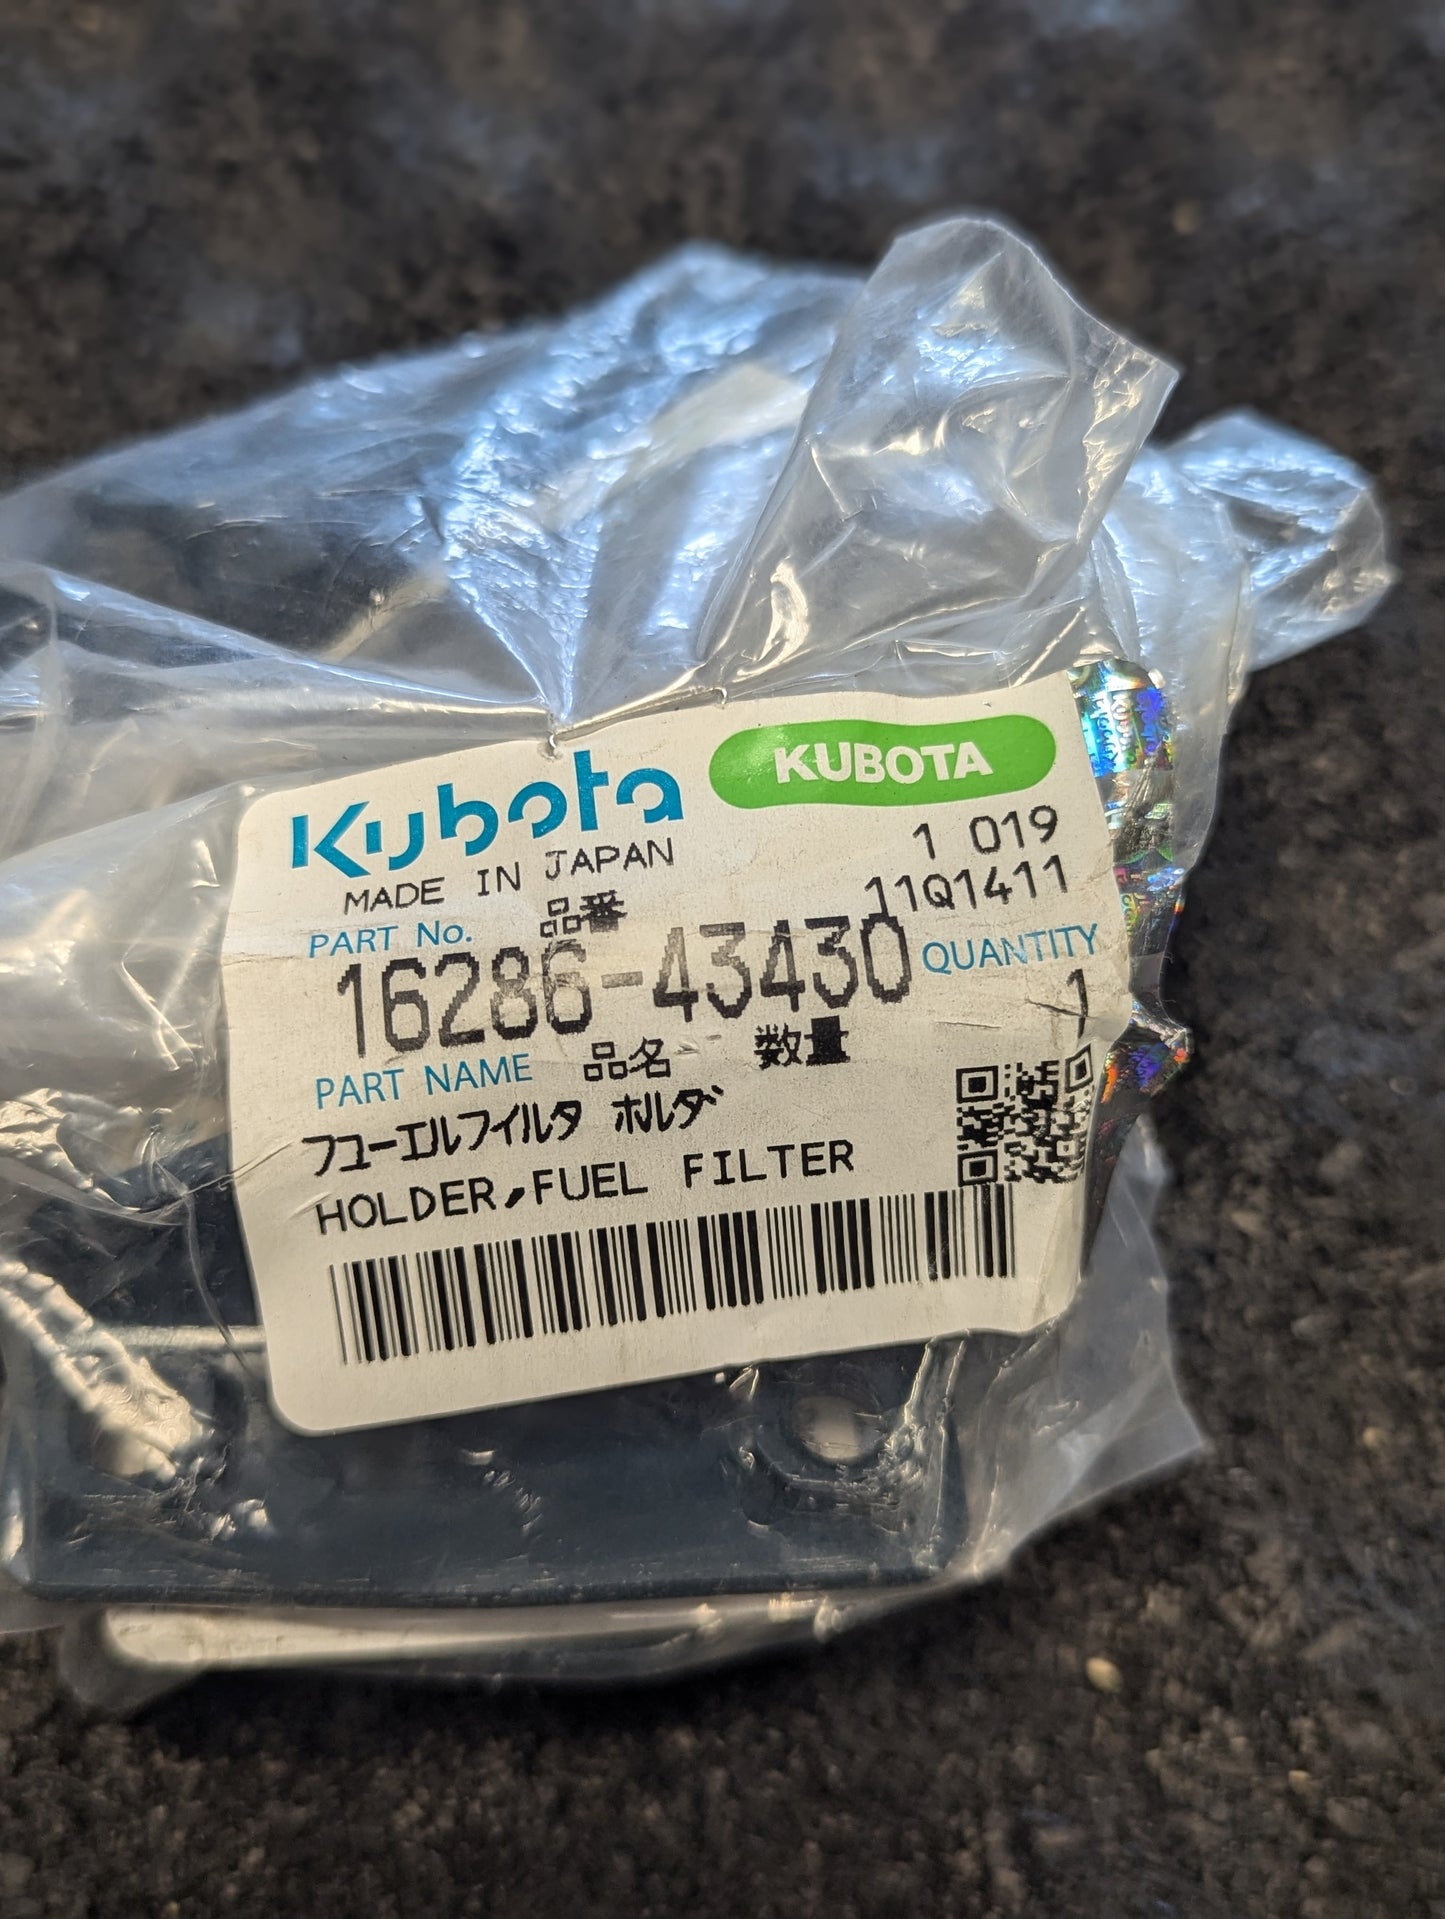 Kubota KUBOTA
MADE IN JAPAN 1 019
11Q1411
PART No. 品番
16286-43430 QUANTITY
1
PART NAME 品名 数量
フューエルフィルタ ホルダ
HOLDER,FUEL FILTER